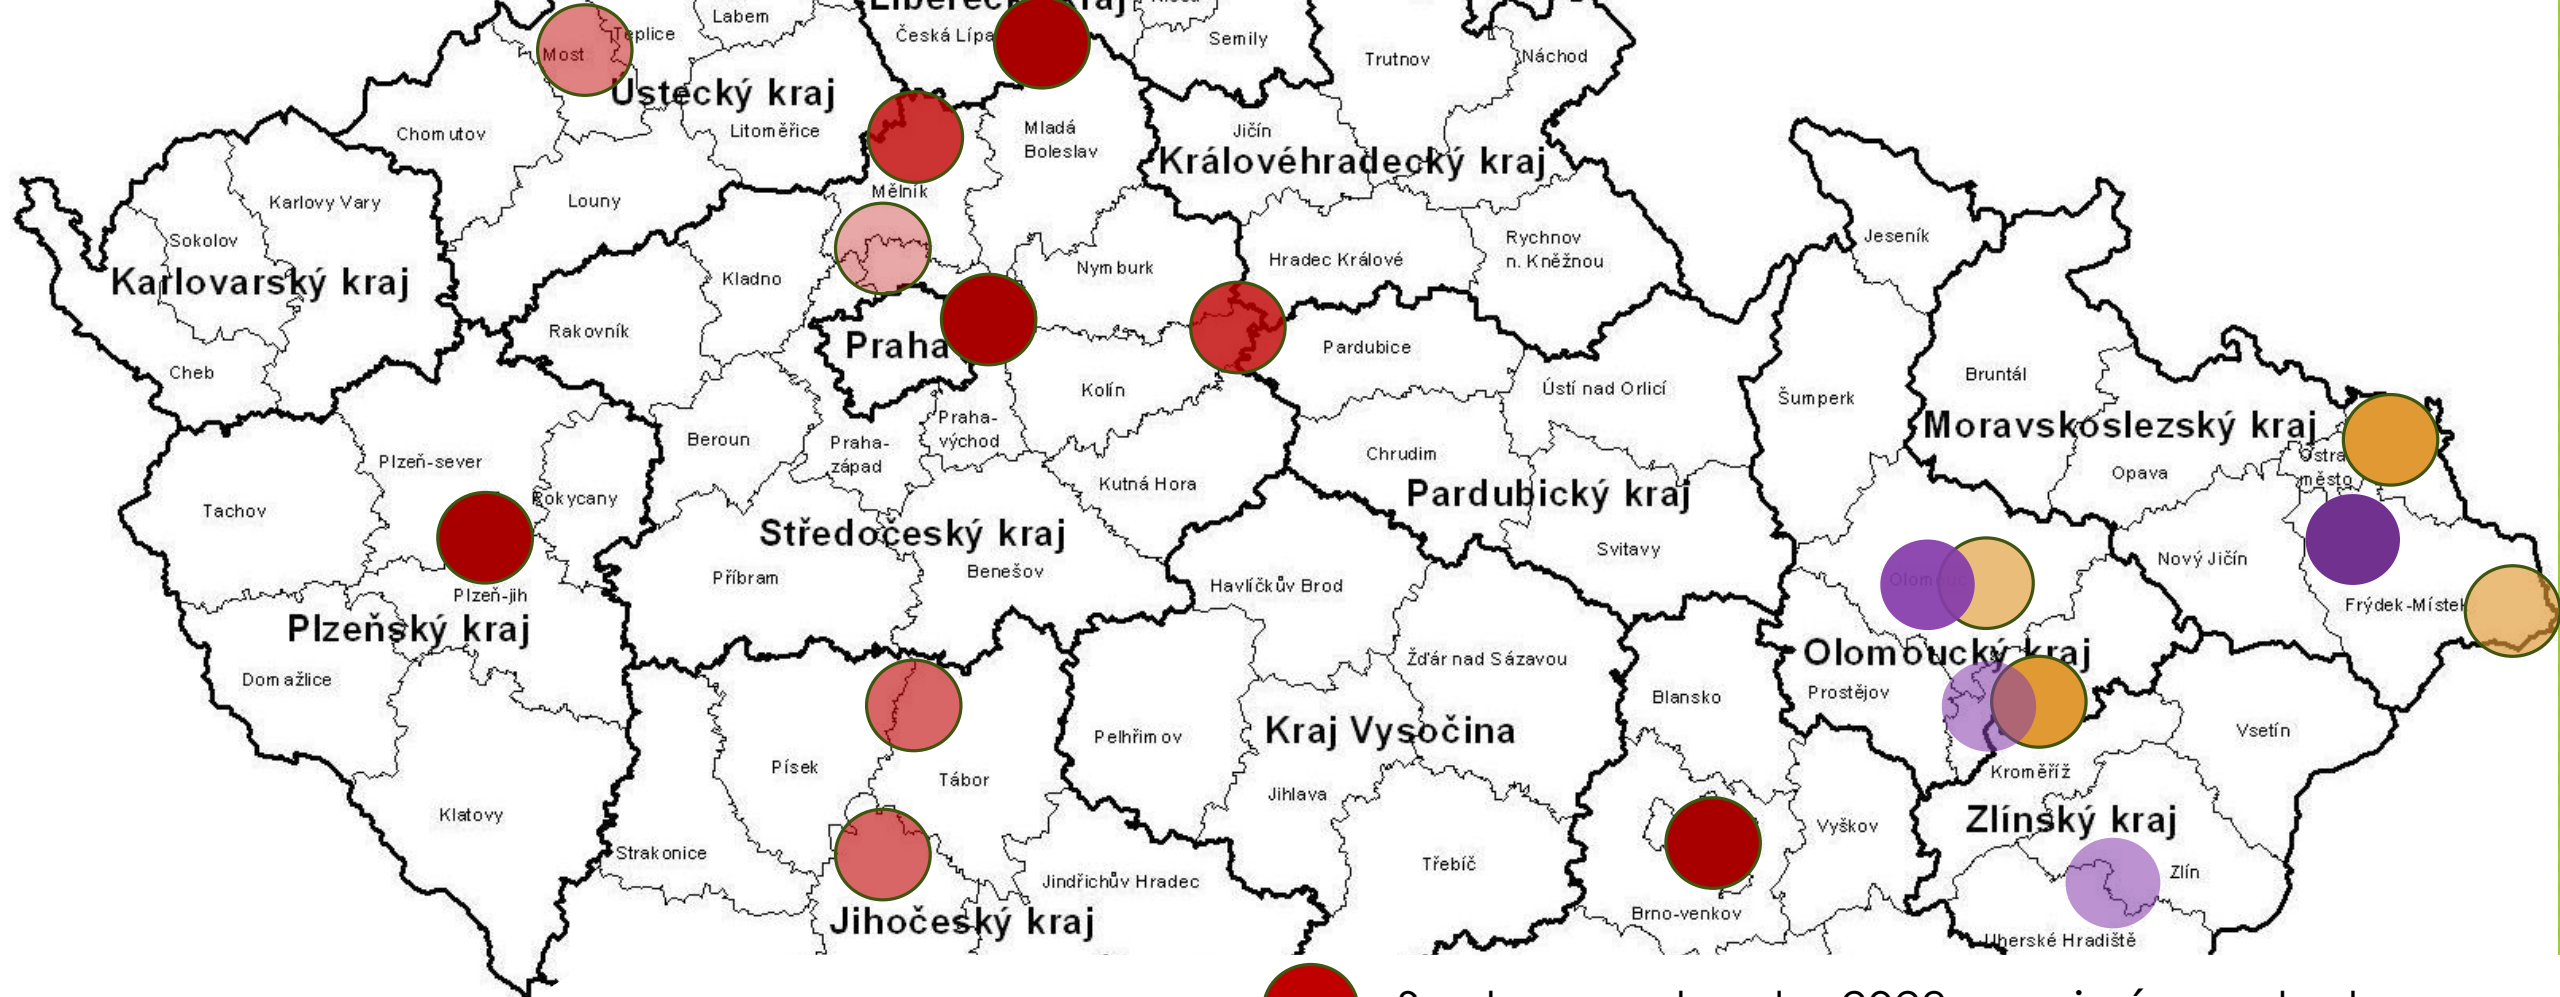 Labem
Teplice
Most
Česká Lípa
Semily
Trutnov
Náchod
Ústecký kraj
Chomutov
Litoměřice
Mladá
Boleslav
Jičín
Královéhradecký kraj
Mělník
Karlovy Vary
Louny
Sokolov
Karlovarský kraj
Kladno
Nymburk
Hradec Králové
Rychnov
n. Kněžnou
Jeseník
Rakovník
Praha
Pardubice
Cheb
Kolín
Ústí nad Orlicí
Šumperk
Bruntál
Moravskoslezský kraj
Beroun
Praha-
západ
Praha-
východ
Chrudim
Plzeň-sever
Rokycany
Kutná Hora
Opava
město
Tachov
Pardubický kraj
Středočeský kraj
Svitavy
Příbram
Benešov
Havlíčkův Brod
Nový Jičín
Olomouc
Plzeň-jih
Frýdek-Místek
Plzeňský kraj
Olomoucký kraj
Žďár nad Sázavou
Domažlice
Blansko
Prostějov
Kraj Vysočina
Pelhřimov
Vsetín
Písek
Tábor
Jihlava
Kroměříž
Klatovy
Zlínský kraj
Vyškov
Strakonice
Třebíč
Zlín
Jindřichův Hradec
Jihočeský kraj
Brno-venkov
Uherské Hradiště